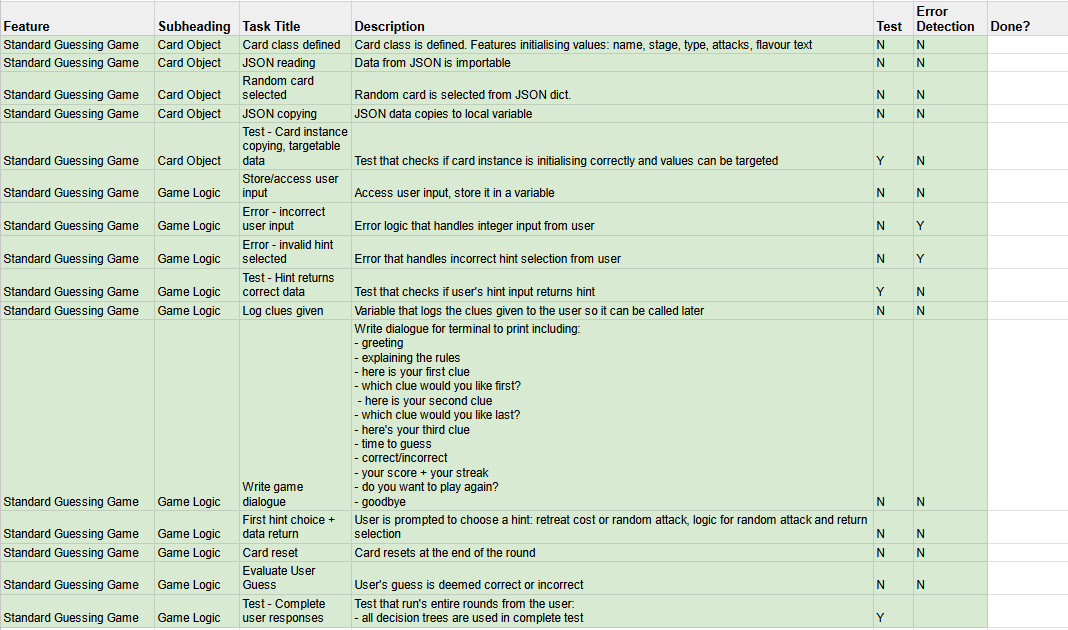 Feature Subheading Task Title Description Test Error Detection Done?
Standard Guessing Game Card Object Card class defined Card class is defined. Features initialising values: name, stage, type, attacks, flavour text N N
Standard Guessing Game Card Object JSON reading Data from JSON is importable N N
Standard Guessing Game Card Object Random card selected Random card is selected from JSON dict. N N
Standard Guessing Game Card Object JSON copying JSON data copies to local variable N N
Standard Guessing Game Card Object Test - Card instance copying, targetable data Test that checks if card instance is initialising correctly and values can be targeted Y N
Standard Guessing Game Game Logic Store/access user input Access user input, store it in a variable N N
Standard Guessing Game Game Logic Error - incorrect user input Error logic that handles integer input from user N Y
Standard Guessing Game Game Logic Error - invalid hint selected Error that handles incorrect hint selection from user N Y
Standard Guessing Game Game Logic Test - Hint returns correct data Test that checks if user's hint input returns hint Y N
Standard Guessing Game Game Logic Log clues given Variable that logs the clues given to the user so it can be called later N N
Standard Guessing Game Game Logic Write game dialogue Write dialogue for terminal to print including:
- greeting
- explaining the rules
- here is your first clue
- which clue would you like first?
- here is your second clue
- which clue would you like last?
- here's your third clue
- time to guess
- correct/incorrect
- your score + your streak
- do you want to play again?
- goodbye N N
Standard Guessing Game Game Logic First hint choice + data return User is prompted to choose a hint: retreat cost or random attack, logic for random attack and return selection N N
Standard Guessing Game Game Logic Card reset Card resets at the end of the round N N
Standard Guessing Game Game Logic Evaluate User Guess User's guess is deemed correct or incorrect N N
Standard Guessing Game Game Logic Test - Complete user responses Test that run's entire rounds from the user:
- all decision trees are used in complete test Y